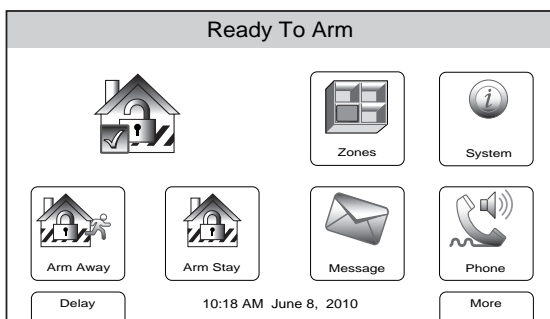 Ready To Arm
Zones
System
Arm Away
Arm Stay
Message
Phone
Delay
10:18 AM June 8, 2010
More